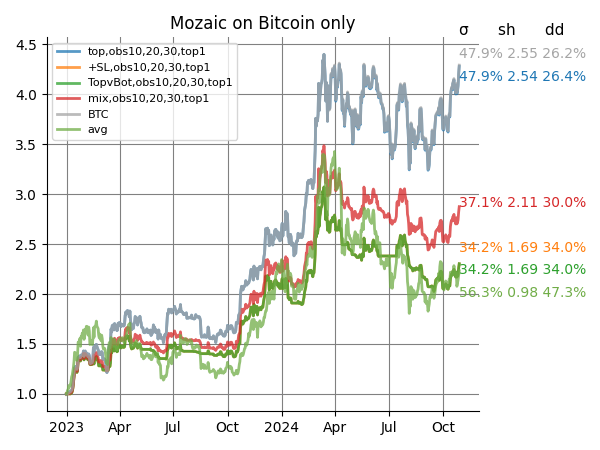 Mozaic on Bitcoin only
σ sh dd
4.5
4.0
3.5
3.0
2.5
2.0
1.5
1.0
top,obs10,20,30,top1
+SL,obs10,20,30,top1
TopvBot,obs10,20,30,top1
mix,obs10,20,30,top1
BTC
avg
47.9% 2.55 26.2%
47.9% 2.54 26.4%
37.1% 2.11 30.0%
34.2% 1.69 34.0%
34.2% 1.69 34.0%
56.3% 0.98 47.3%
2023 Apr Jul Oct 2024 Apr Jul Oct